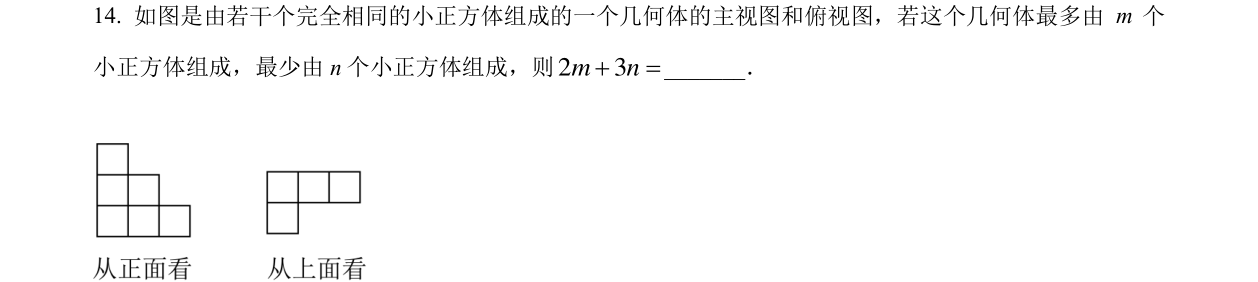 14. 如图是由若干个完全相同的小正方体组成的一个几何体的主视图和俯视图，若这个几何体最多由 m 个
小正方体组成，最少由 n 个小正方体组成，则 2m + 3n = ______．
从正面看 从上面看